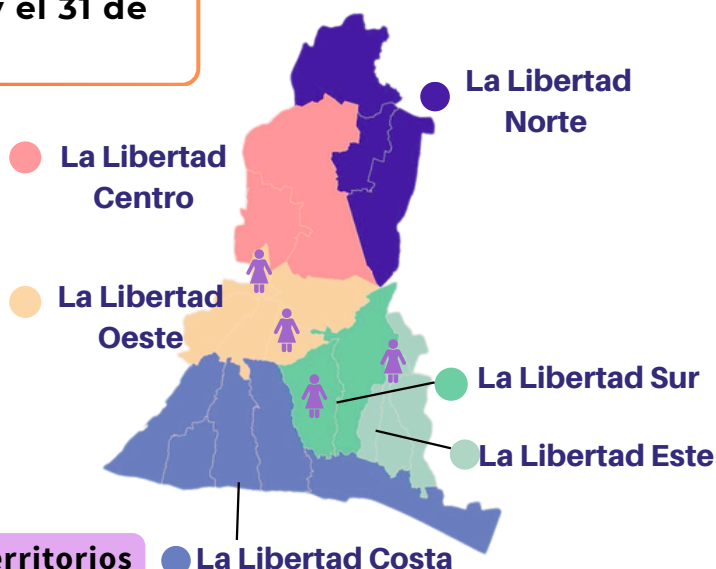 y el 31 de
La Libertad
Norte
La Libertad
Centro
La Libertad
Oeste
La Libertad Sur
La Libertad Este
La Libertad Costa